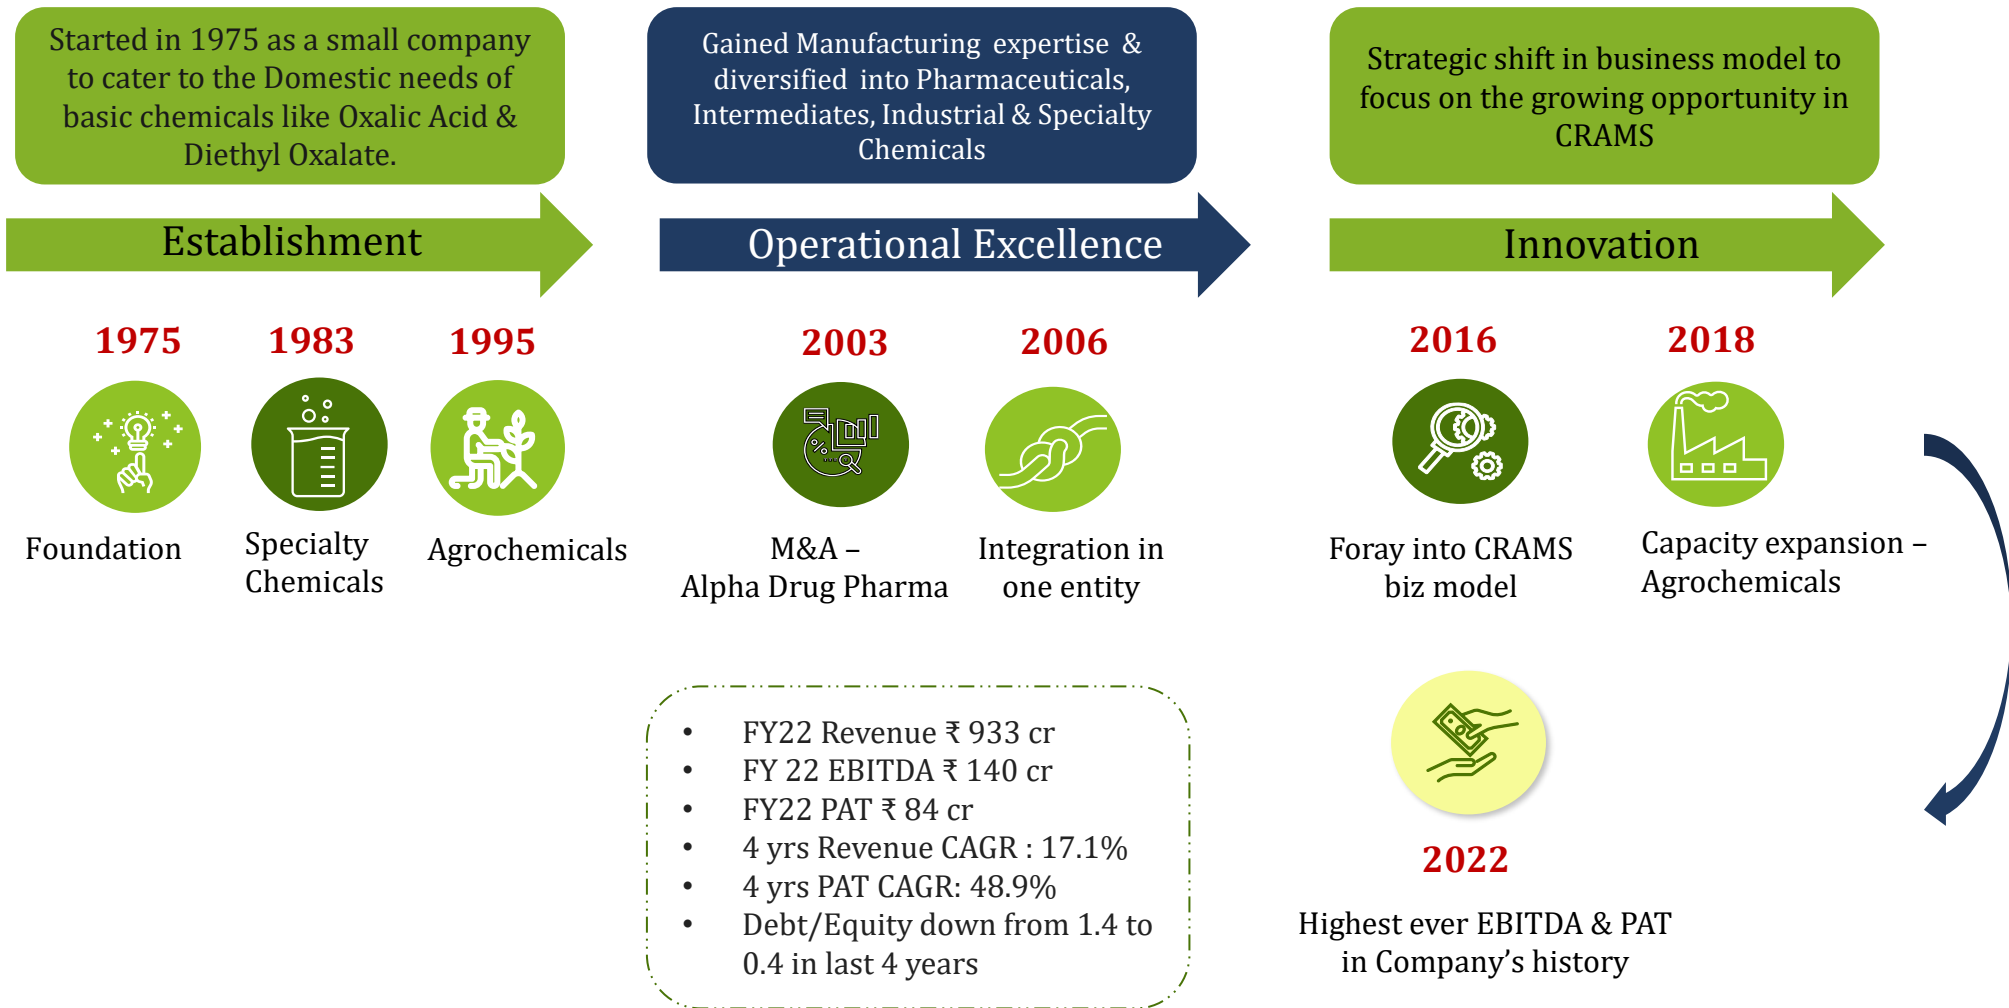 Started in 1975 as a small company
to cater to the Domestic needs of
basic chemicals like Oxalic Acid &
Diethyl Oxalate.
Gained Manufacturing expertise &
diversified into Pharmaceuticals,
Intermediates, Industrial & Specialty
Chemicals
Strategic shift in business model to
focus on the growing opportunity in
CRAMS
Establishment
Operational Excellence
Innovation
1975
1983
1995
2003
2006
2016
2018
%
Foundation
Specialty
Chemicals
Agrochemicals
M&A –
Alpha Drug Pharma
Integration in
one entity
Foray into CRAMS
biz model
Capacity expansion –
Agrochemicals
• FY22 Revenue ₹ 933 cr
• FY 22 EBITDA ₹ 140 cr
• FY22 PAT ₹ 84 cr
• 4 yrs Revenue CAGR : 17.1%
• 4 yrs PAT CAGR: 48.9%
• Debt/Equity down from 1.4 to
0.4 in last 4 years
2022
Highest ever EBITDA & PAT
in Company’s history